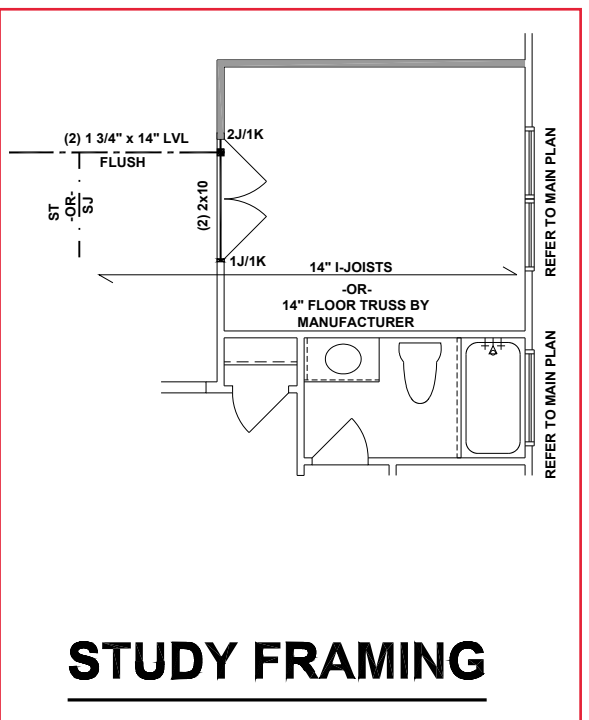 (2) 1 3/4" x 14" LVL
FLUSH
2J/1K
ST
-OR-
SJ
(2) 2x10
1J/1K
14" I-JOISTS
-OR-
14" FLOOR TRUSS BY
MANUFACTURER
REFER TO MAIN PLAN
REFER TO MAIN PLAN
STUDY FRAMING